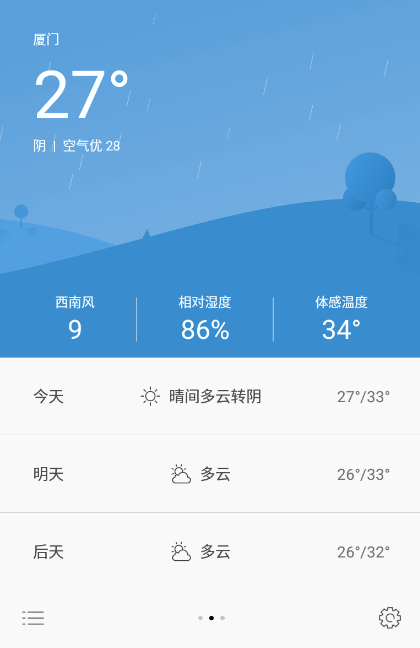 厦门
27°
阴 | 空气优 28
西南风 相对湿度 体感温度
9 86% 34°
今天 晴间多云转阴 27°/33°
明天 多云 26°/33°
后天 多云 26°/32°